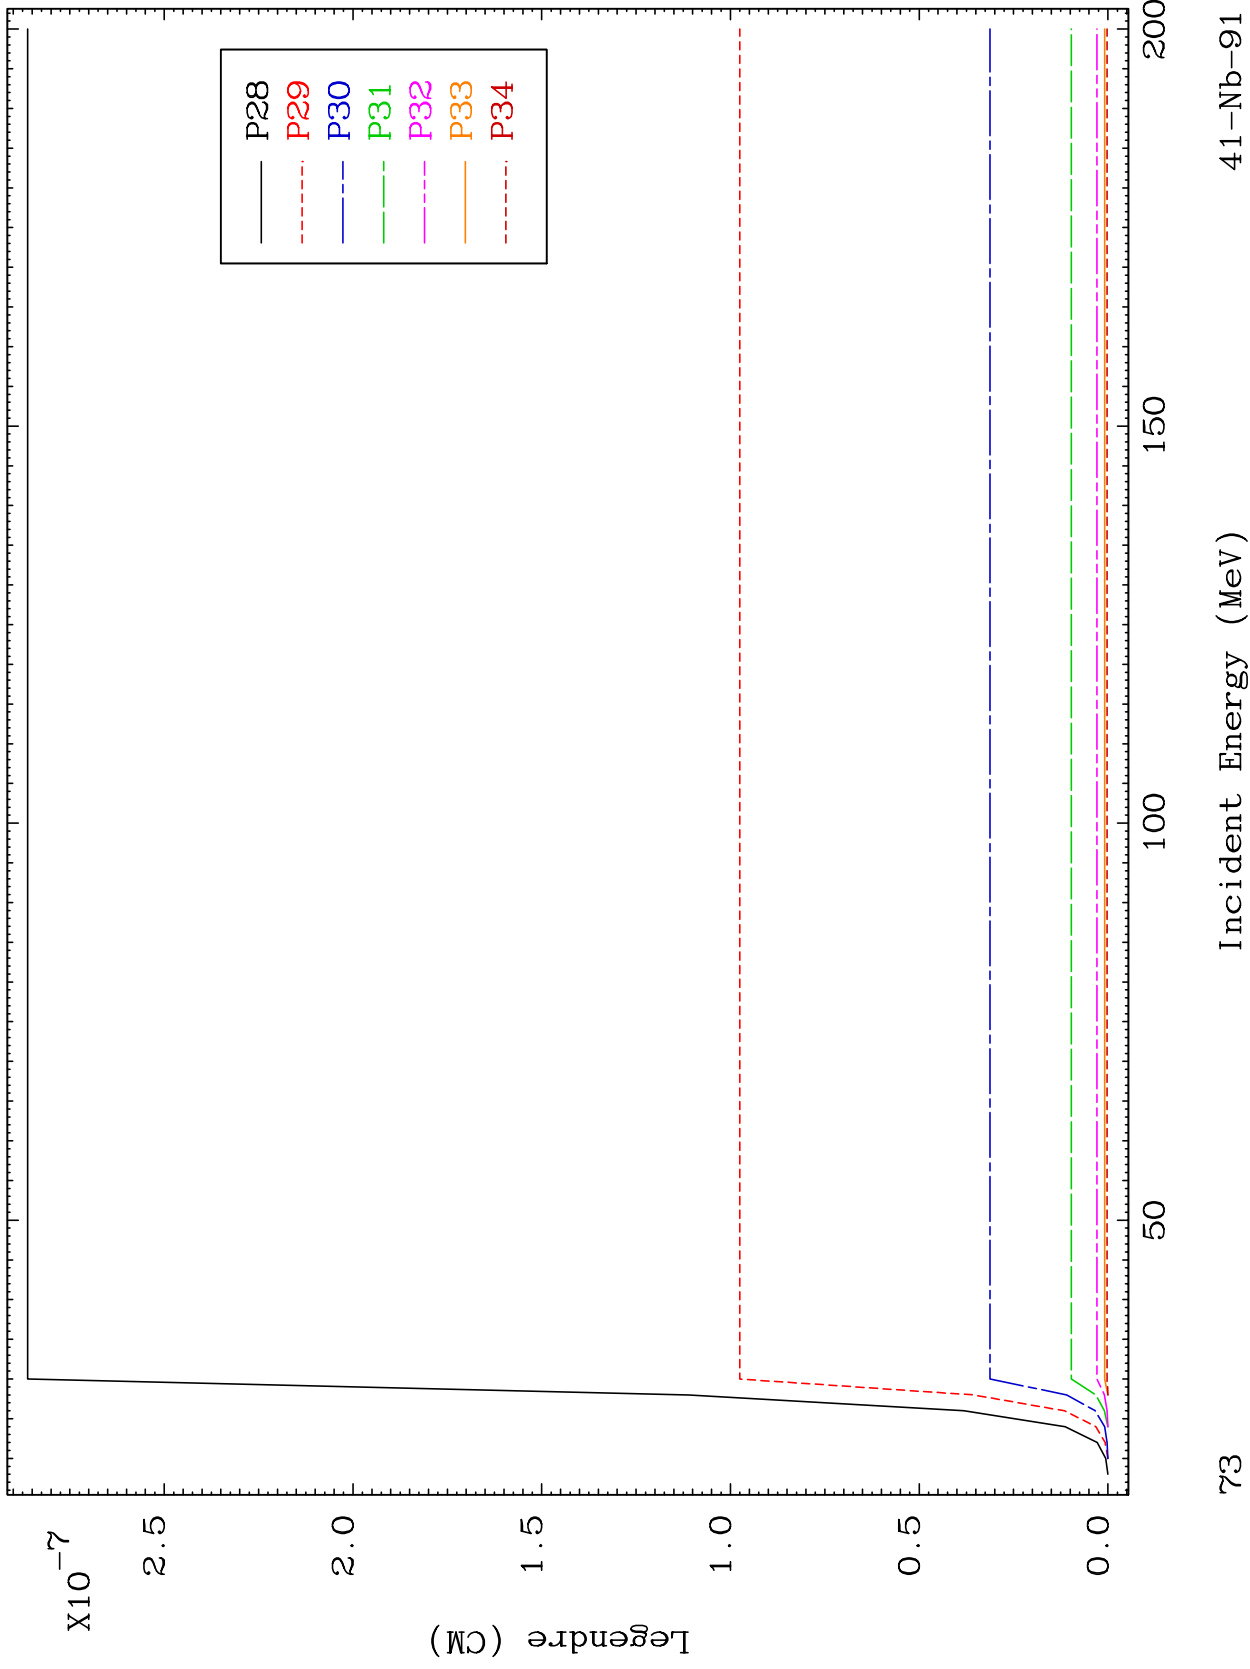 X10-7
2.5
2.0
1.5
1.0
0.5
0.0
Legendre (CM)
P28
P29
P30
P31
P32
P33
P34
50
100
150
200
Incident Energy (MeV)
73
41-Nb-91